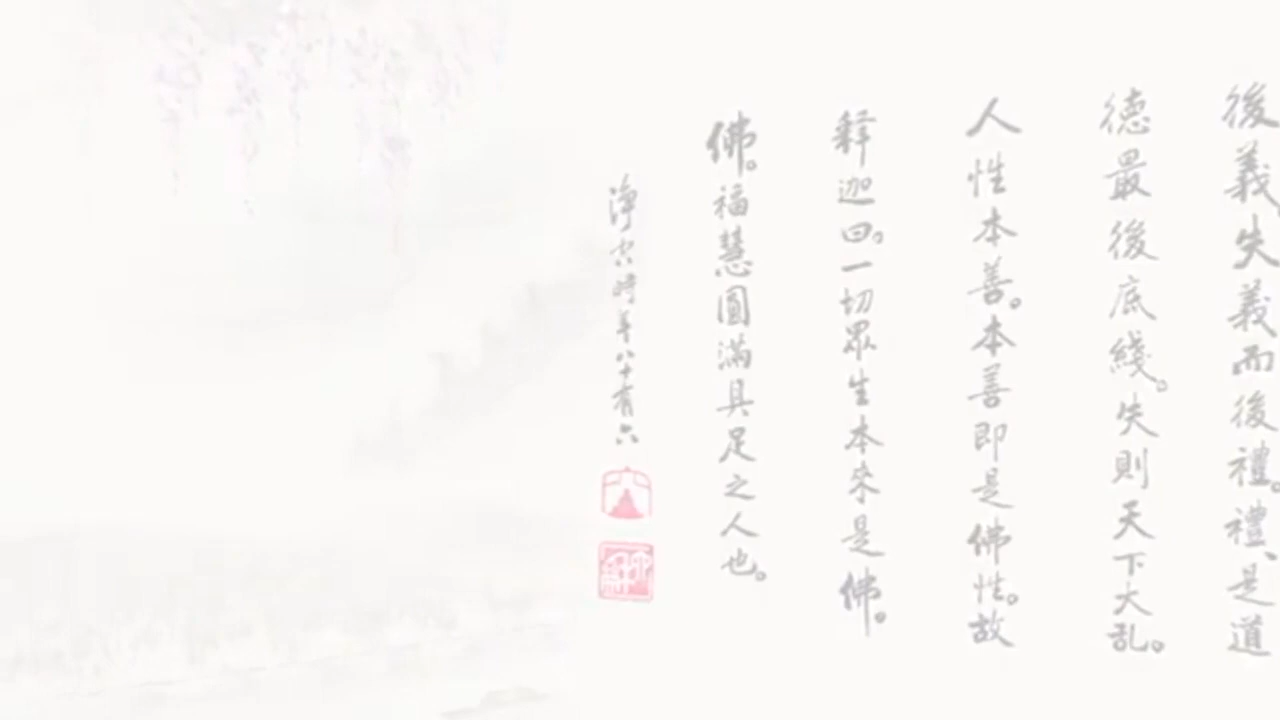 後義失義而後禮。禮、是道
德最後底綫。失則天下大乱。
人性本善。本善即是佛性。故
釋迦曰。一切眾生本來是佛。
佛。福慧圓滿具足之人也。
淨空時年八十有六